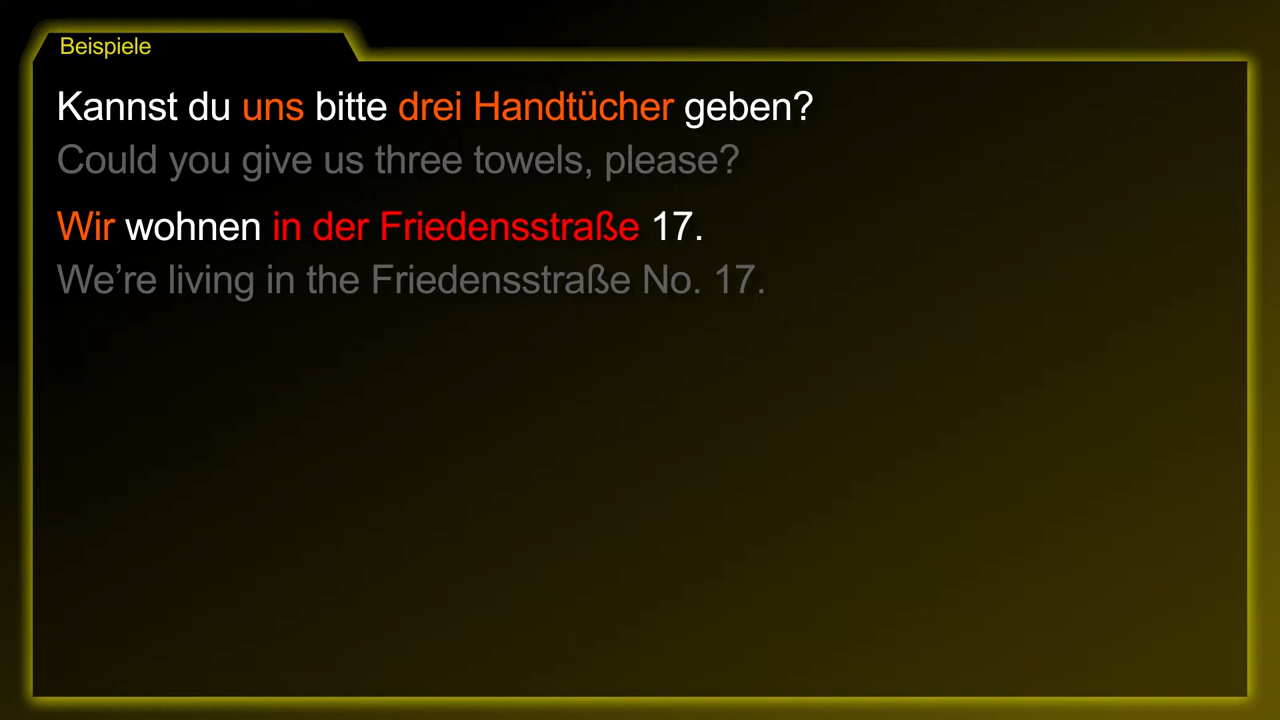 Beispiele
Kannst du uns bitte drei Handtücher geben?
Could you give us three towels, please?
Wir wohnen in der Friedensstraße 17.
We’re living in the Friedensstraße No. 17.